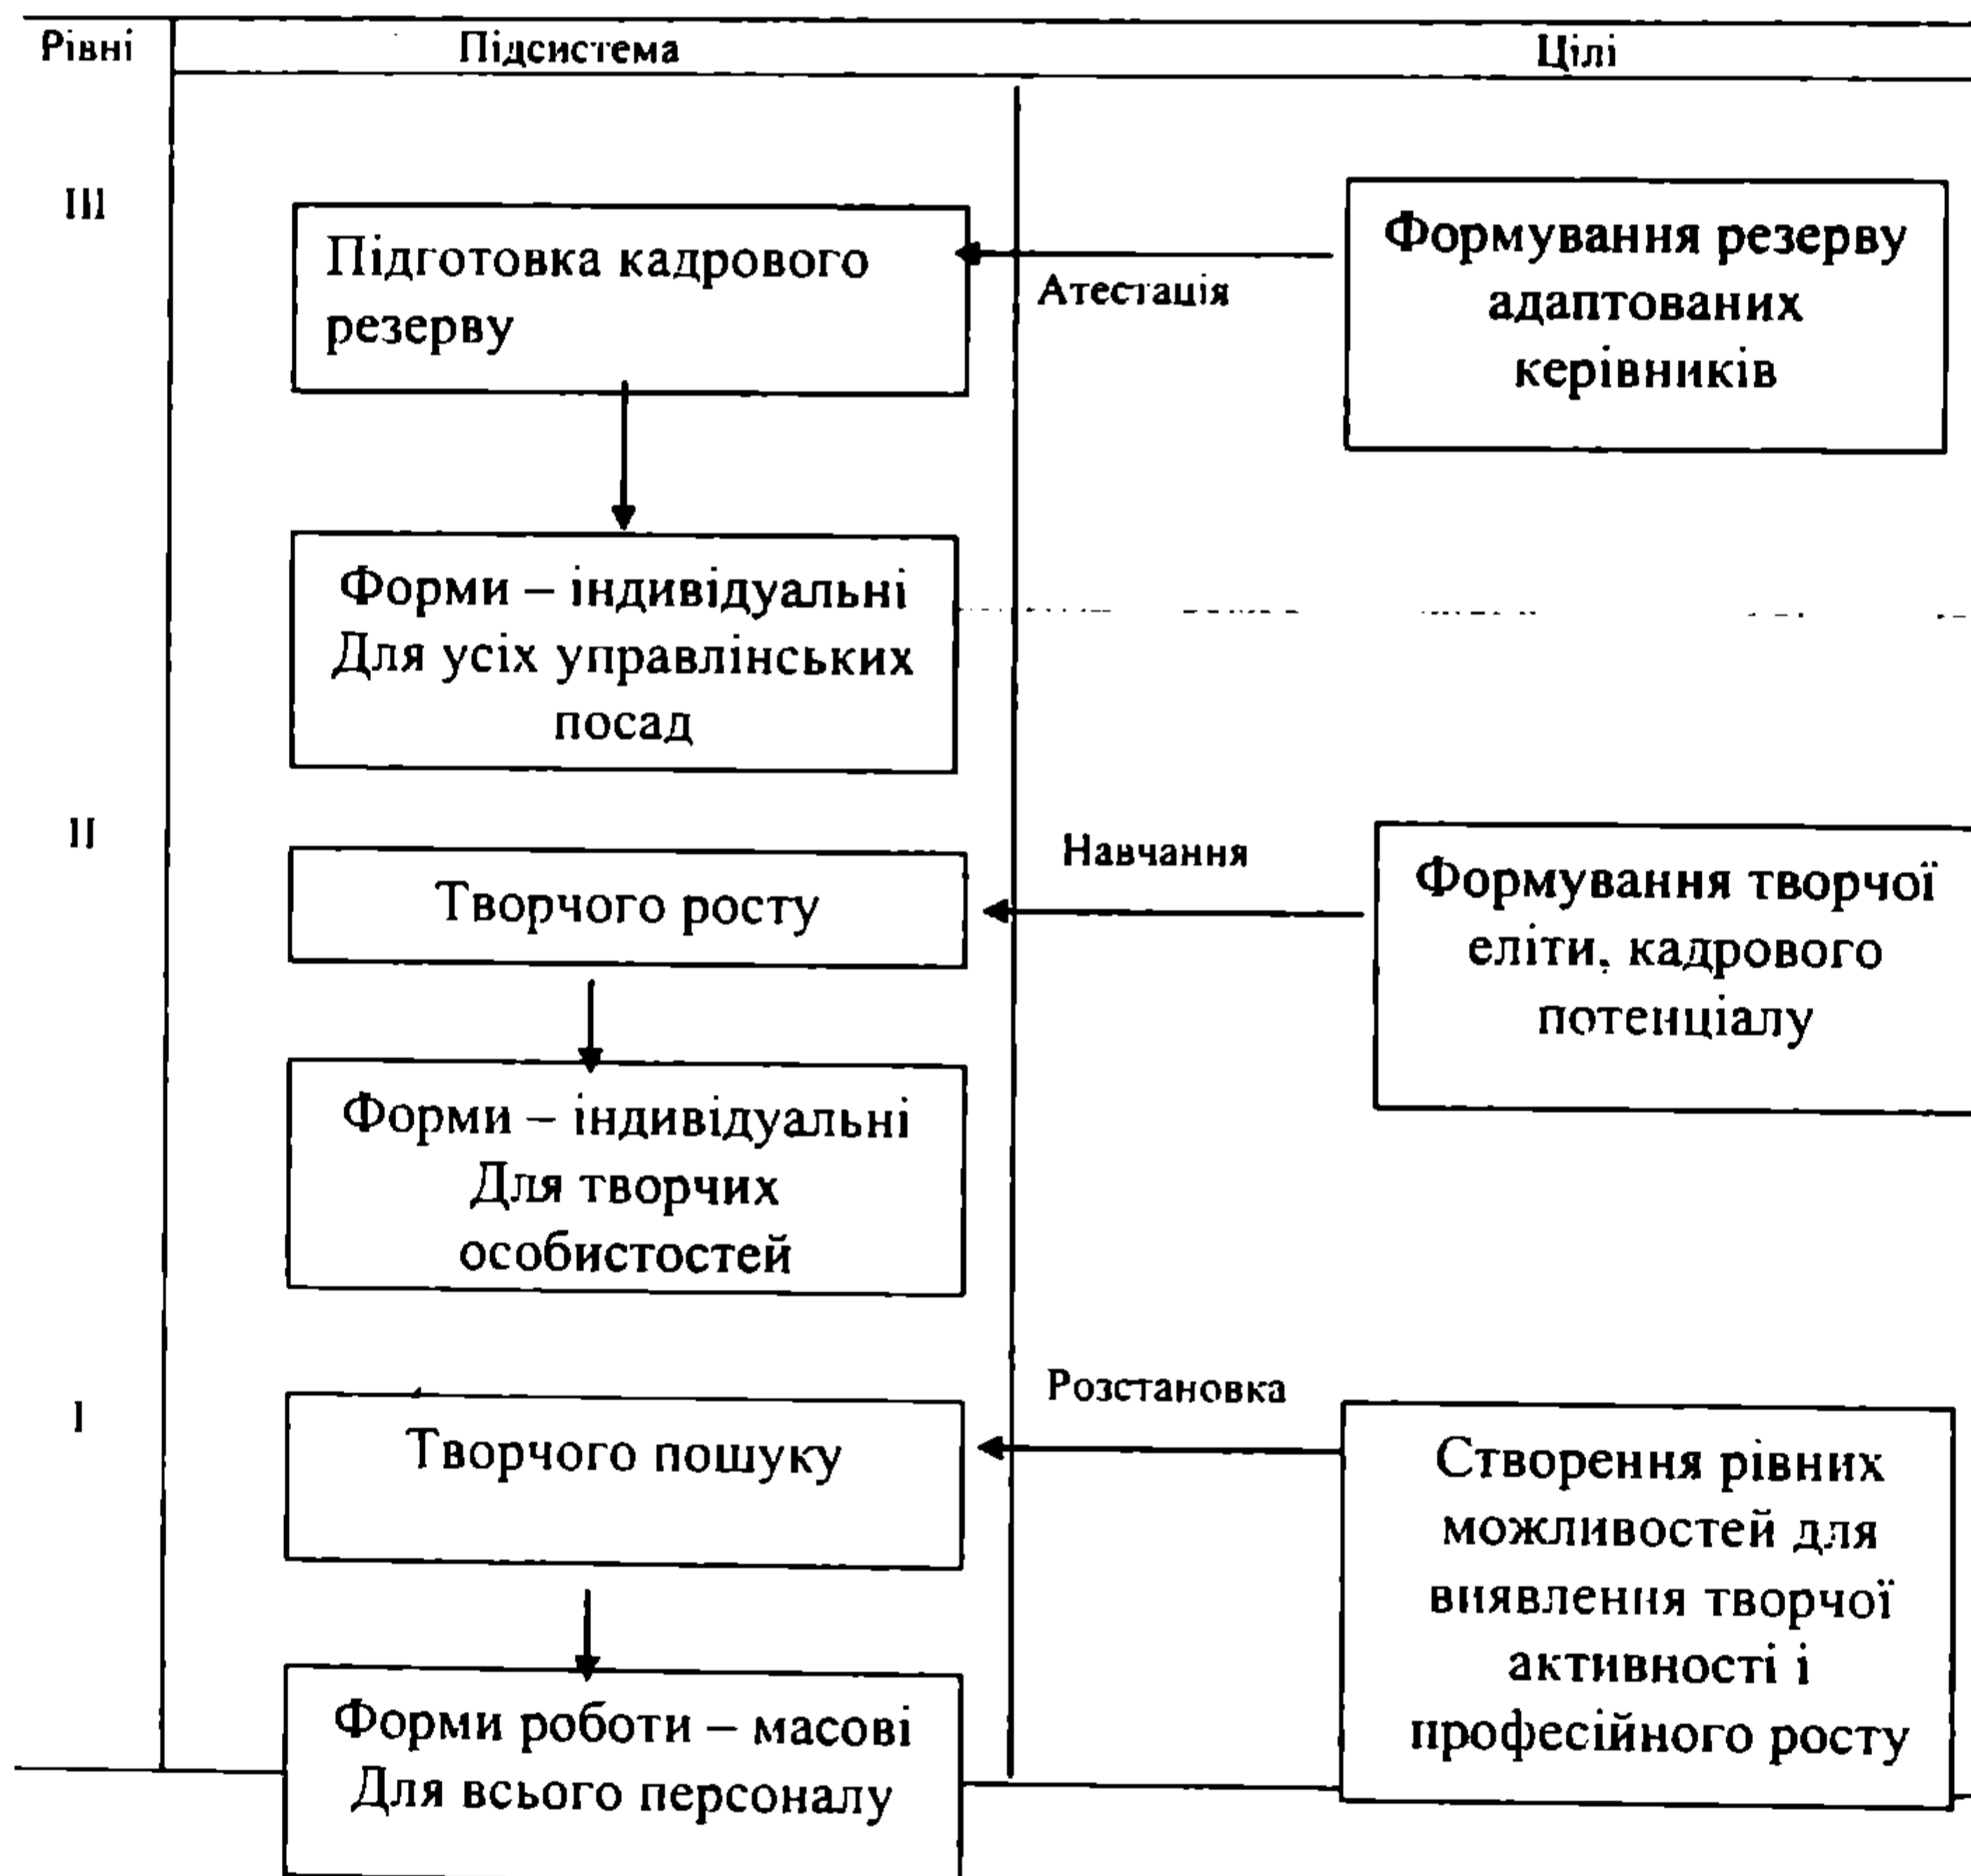 Рівні Підсистема Цілі
III
Підготовка кадрового
резерву
Атестація
Формування резерву
адаптованих
керівників
Форми – індивідуальні
Для усіх управлінських
посад
II
Творчого росту
Навчання
Формування творчої
еліти, кадрового
потенціалу
Форми – індивідуальні
Для творчих
особистостей
I
Творчого пошуку
Розстановка
Створення рівних
можливостей для
виявлення творчої
активності і
професійного росту
Форми роботи – масові
Для всього персоналу